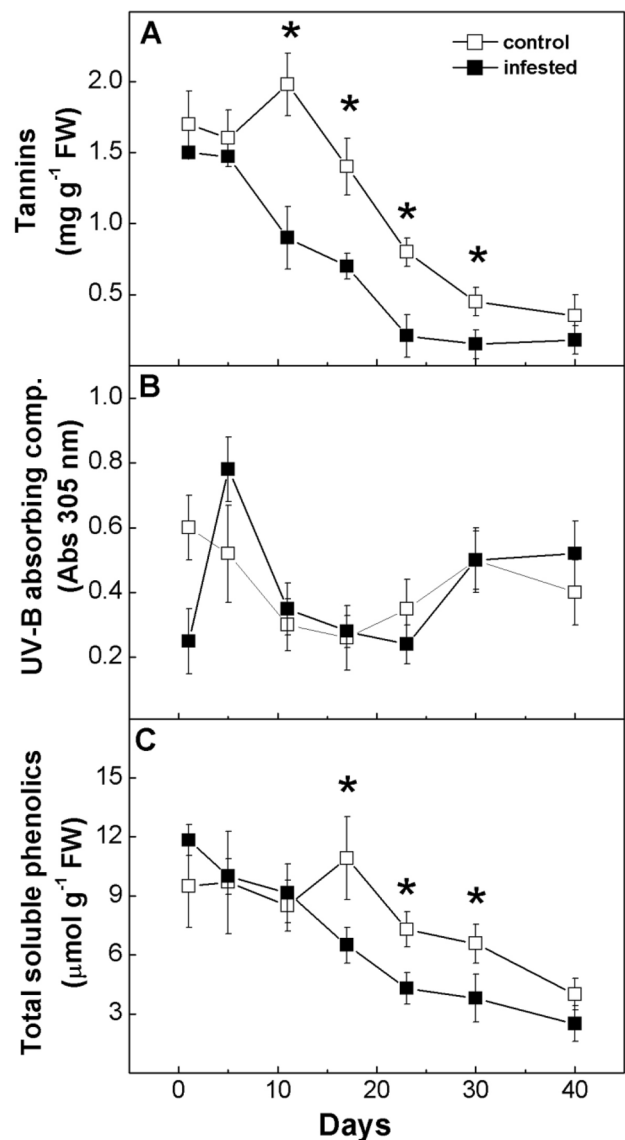 A
*
*
*
*
control
infested
Tannins
(mg g⁻¹ FW)
2.0
1.5
1.0
0.5
B
UV-B absorbing comp.
(Abs 305 nm)
1.0
0.8
0.6
0.4
0.2
C
*
*
*
Total soluble phenolics
(μmol g⁻¹ FW)
15
12
9
6
3
0 10 20 30 40
Days